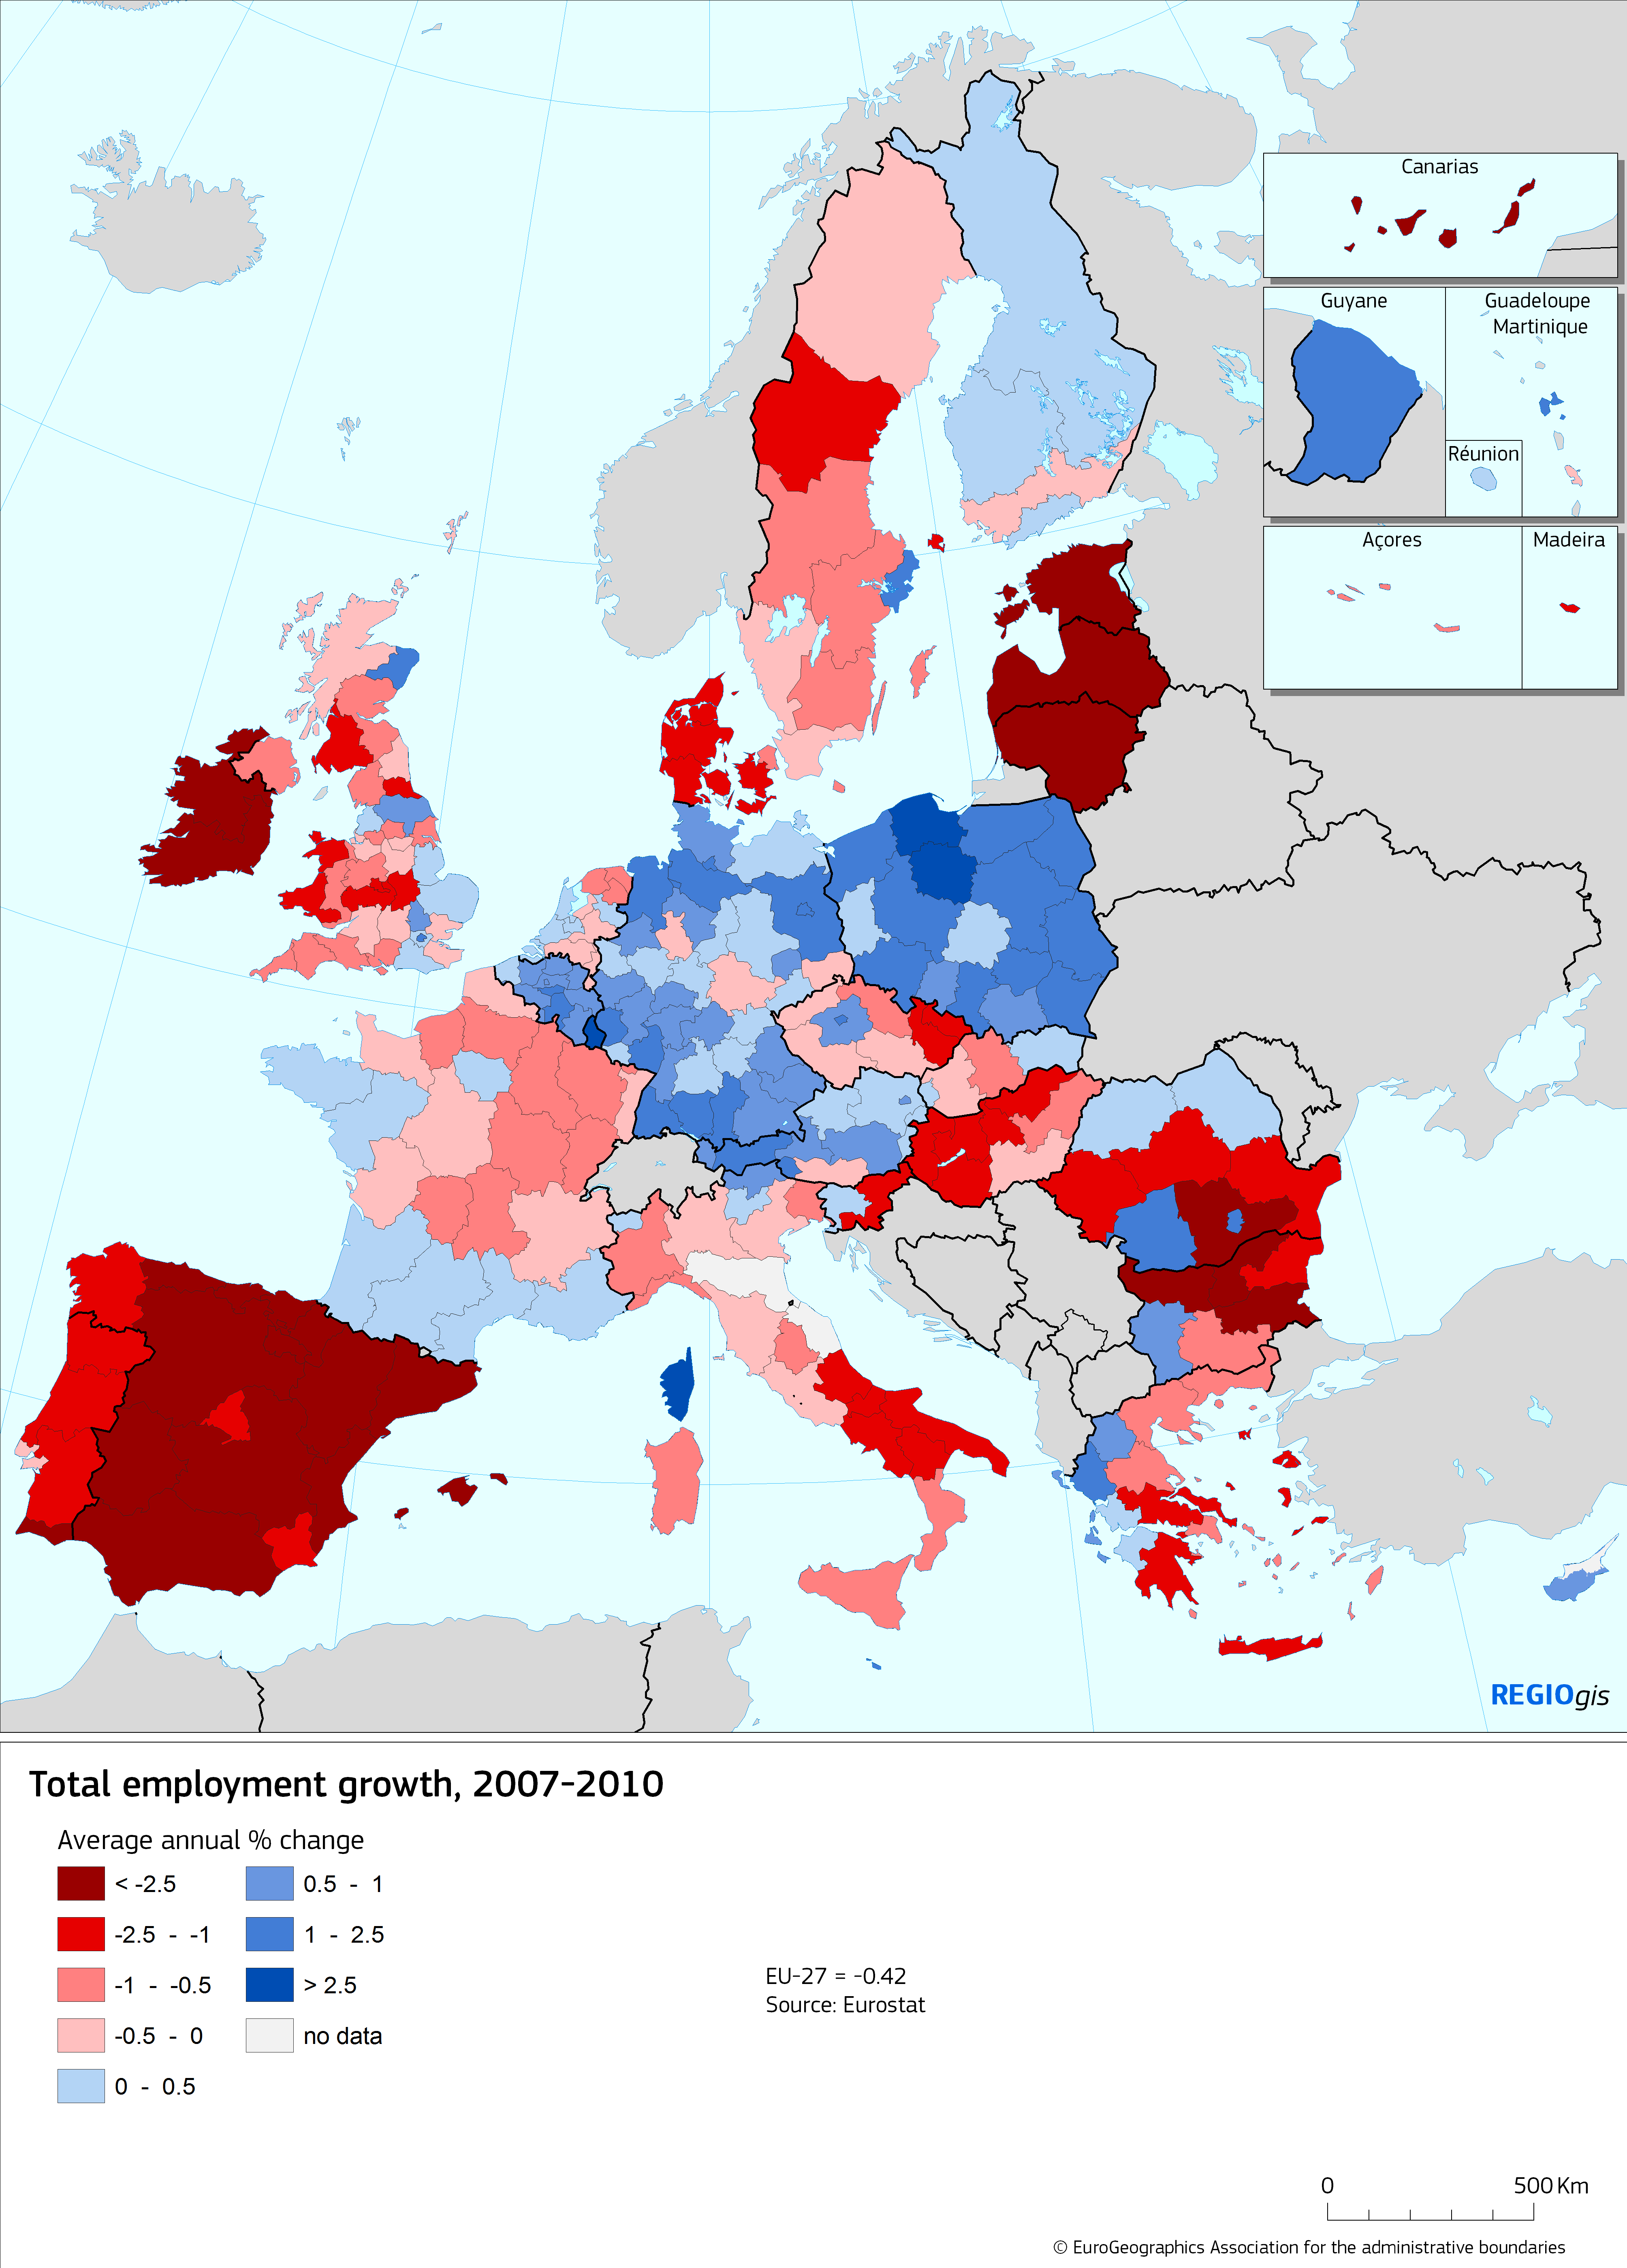 Canarias
Guyane
Guadeloupe
Martinique
Réunion
Açores
Madeira
REGIOgis
Total employment growth, 2007-2010
Average annual % change
< -2.5
-2.5 - -1
-1 - -0.5
-0.5 - 0
0 - 0.5
0.5 - 1
1 - 2.5
> 2.5
no data
EU-27 = -0.42
Source: Eurostat
0 500 Km
© EuroGeographics Association for the administrative boundaries